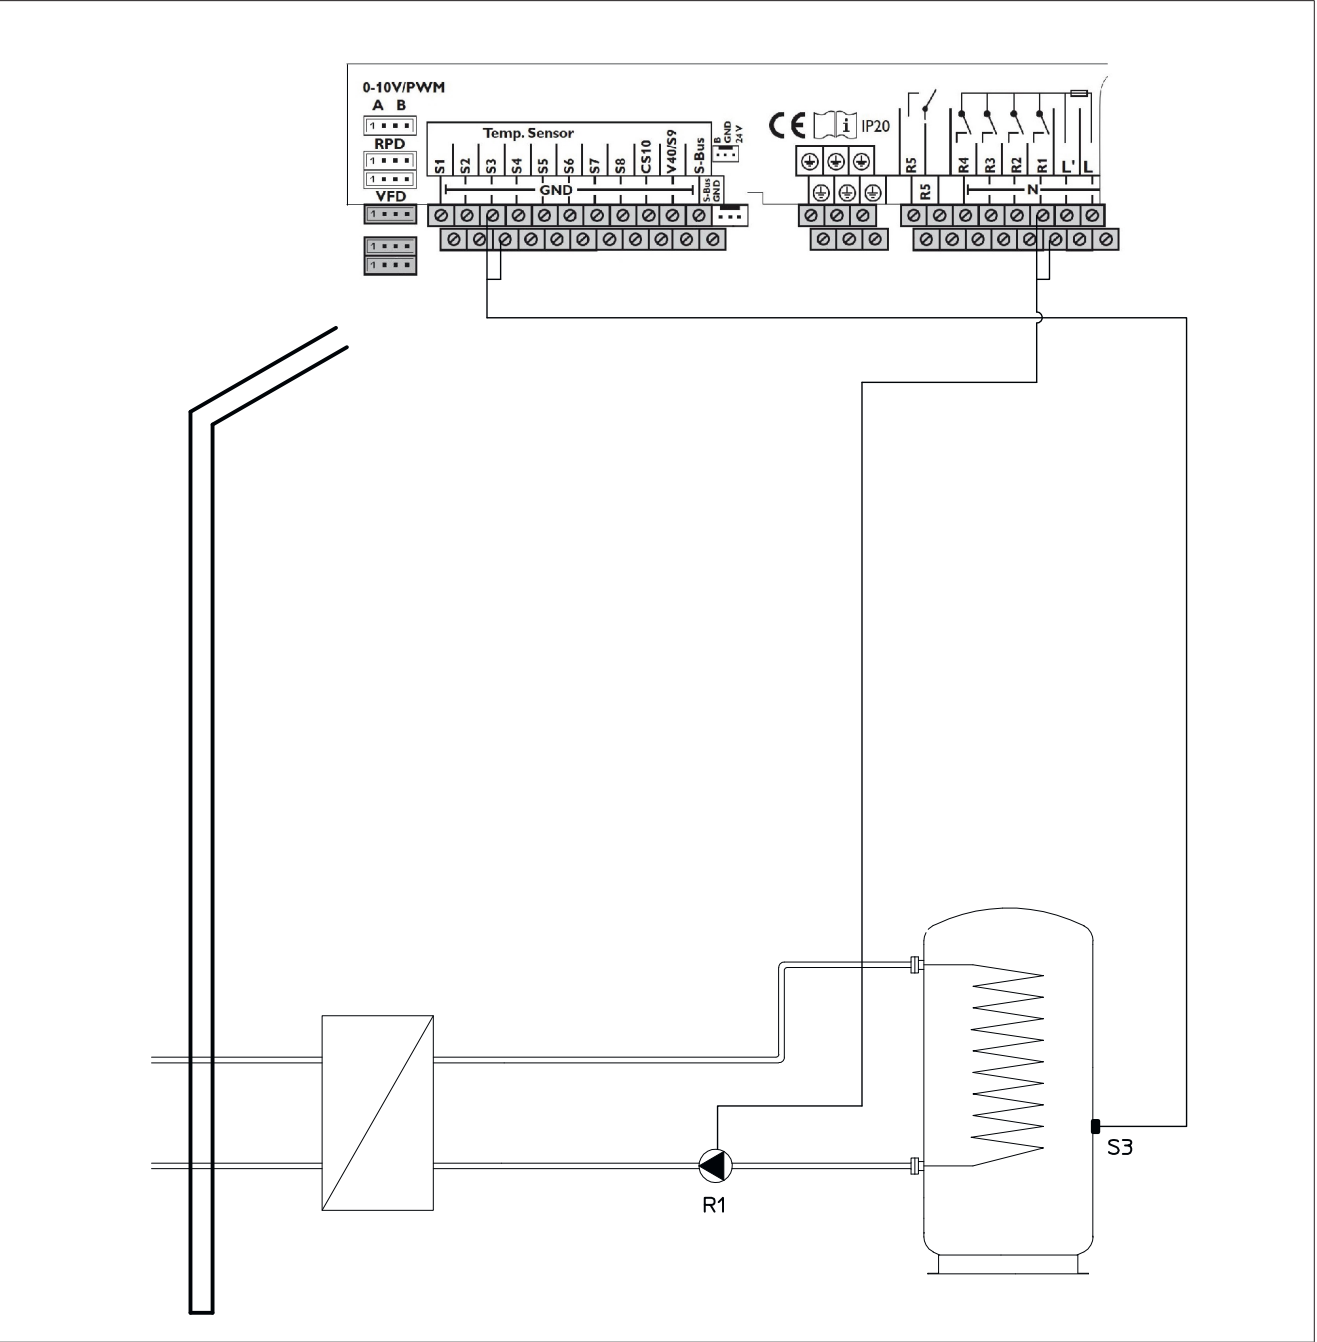 0-10V/PWM
A B
1
RPD
1
1
VFD
1
1
1
Temp. Sensor
S1 S2 S3 S4 S5 S6 S7 S8 CS10 V40/S9 S-Bus
B GND 24 V
GND
S-Bus GND
CE i IP20
R5 R4 R3 R2 R1 L' L
R5 N
S3
R1